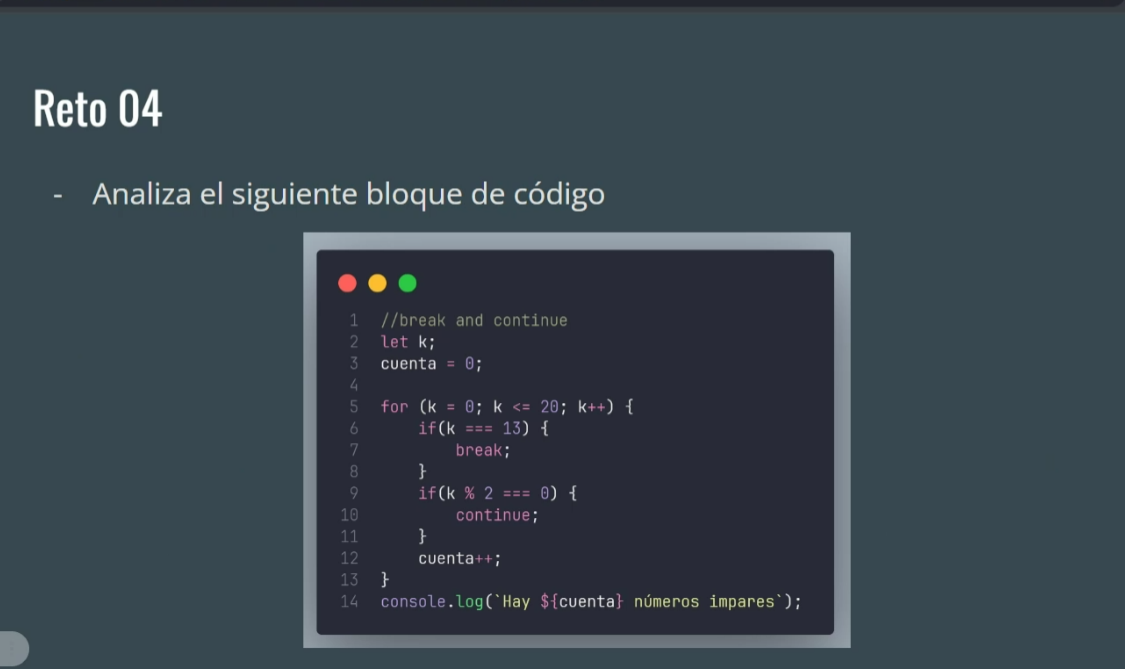 Reto 04
- Analiza el siguiente bloque de código
1 //break and continue
2 let k;
3 cuenta = 0;
4
5 for (k = 0; k <= 20; k++) {
6     if(k === 13) {
7         break;
8     }
9     if(k % 2 === 0) {
10         continue;
11     }
12     cuenta++;
13 }
14 console.log(`Hay ${cuenta} números impares`);